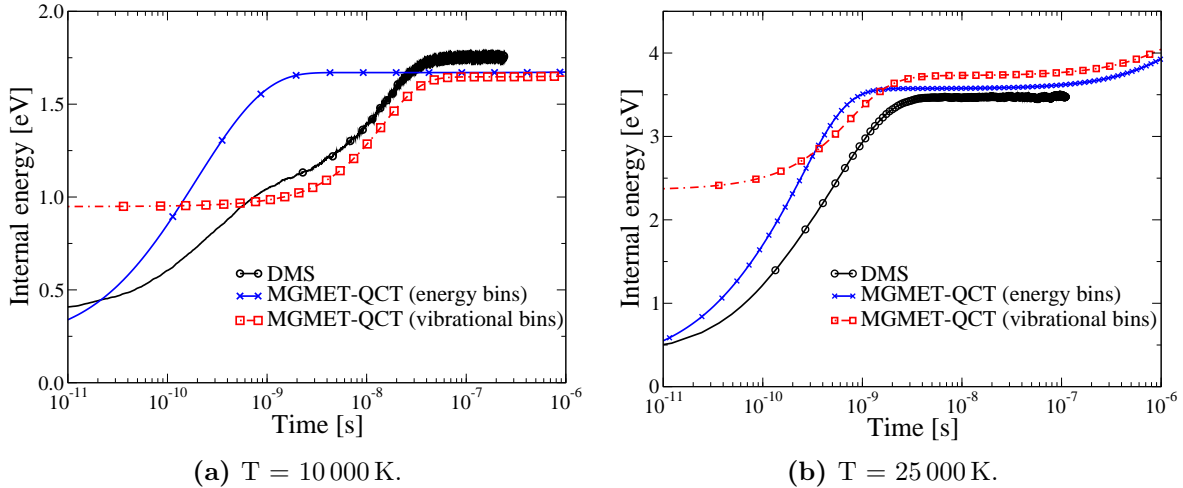 Internal energy [eV]
2.0
1.5
1.0
0.5
0.0
DMS
MGMET-QCT (energy bins)
MGMET-QCT (vibrational bins)
10^-11 10^-10 10^-9 10^-8 10^-7 10^-6
Time [s]
(a) T = 10 000 K.
Internal energy [eV]
4
3
2
1
0
DMS
MGMET-QCT (energy bins)
MGMET-QCT (vibrational bins)
10^-11 10^-10 10^-9 10^-8 10^-7 10^-6
Time [s]
(b) T = 25 000 K.